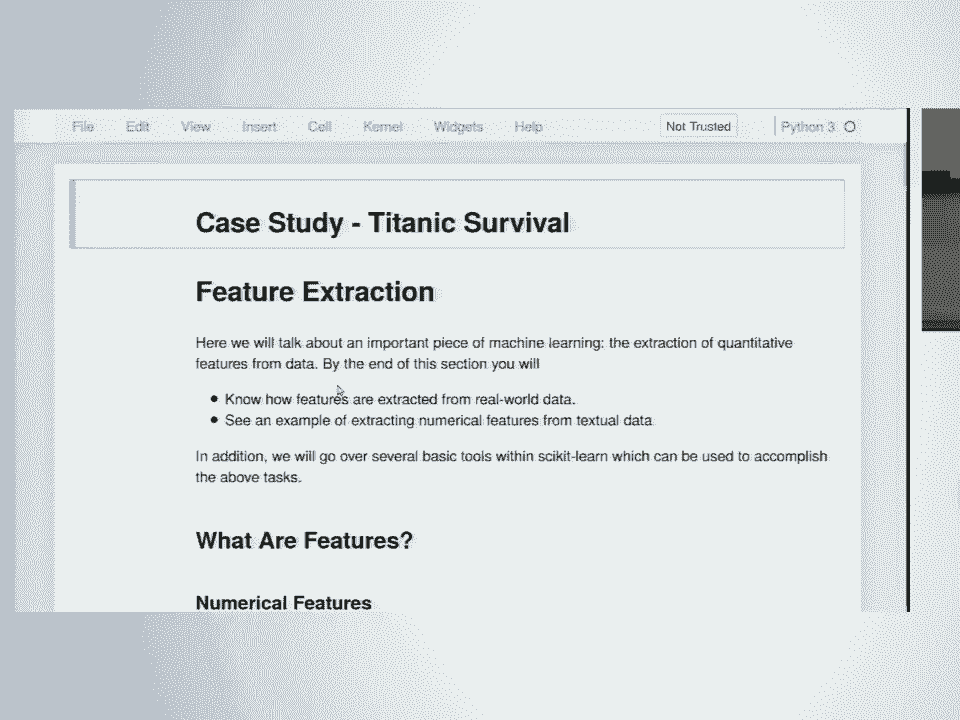 File Edit View Insert Cell Kernel Widgets Help Not Trusted Python 3
Case Study - Titanic Survival
Feature Extraction
Here we will talk about an important piece of machine learning: the extraction of quantitative
features from data. By the end of this section you will
• Know how features are extracted from real-world data.
• See an example of extracting numerical features from textual data
In addition, we will go over several basic tools within scikit-learn which can be used to accomplish
the above tasks.
What Are Features?
Numerical Features